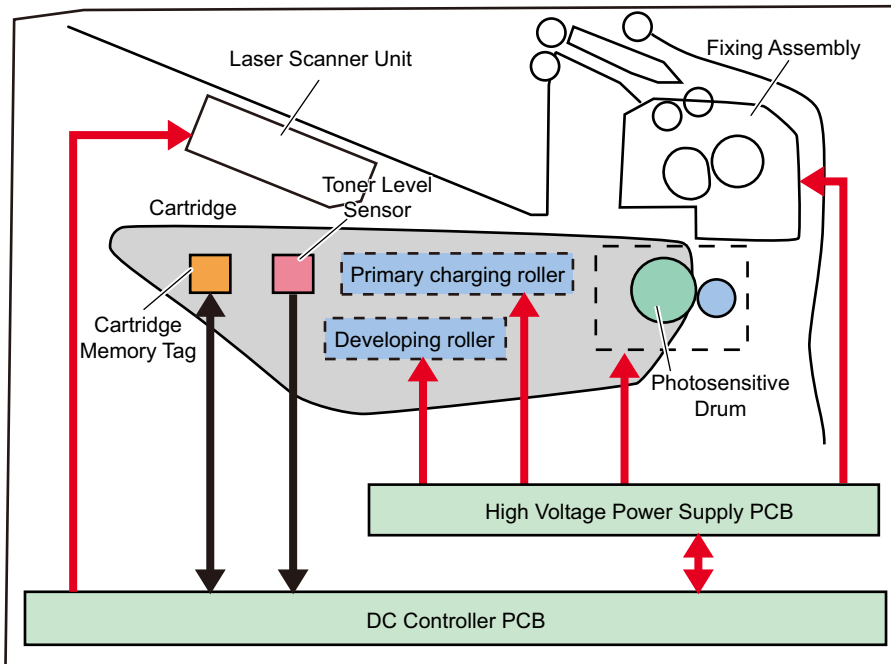 Laser Scanner Unit
Fixing Assembly
Cartridge
Toner Level
Sensor
Primary charging roller
Developing roller
Cartridge
Memory Tag
Photosensitive
Drum
High Voltage Power Supply PCB
DC Controller PCB